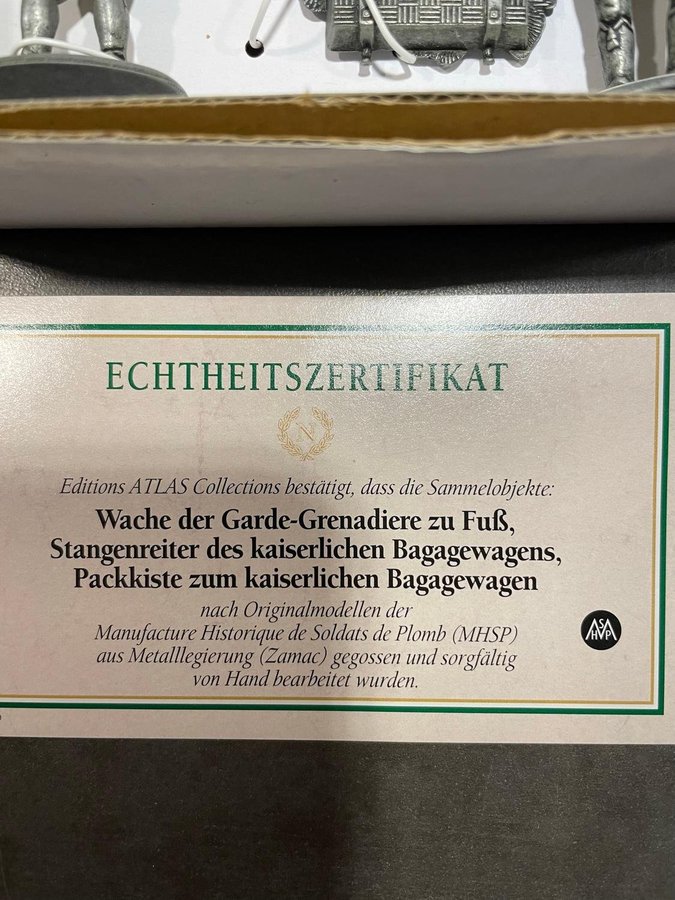 ECHTHEITSZERTIFIKAT
N
Editions ATLAS Collections bestätigt, dass die Sammelobjekte:
Wache der Garde-Grenadiere zu Fuß,
Stangenreiter des kaiserlichen Bagagewagens,
Packkiste zum kaiserlichen Bagagewagen
nach Originalmodellen der
Manufacture Historique de Soldats de Plomb (MHSP)
aus Metalllegierung (Zamac) gegossen und sorgfältig
von Hand bearbeitet wurden.